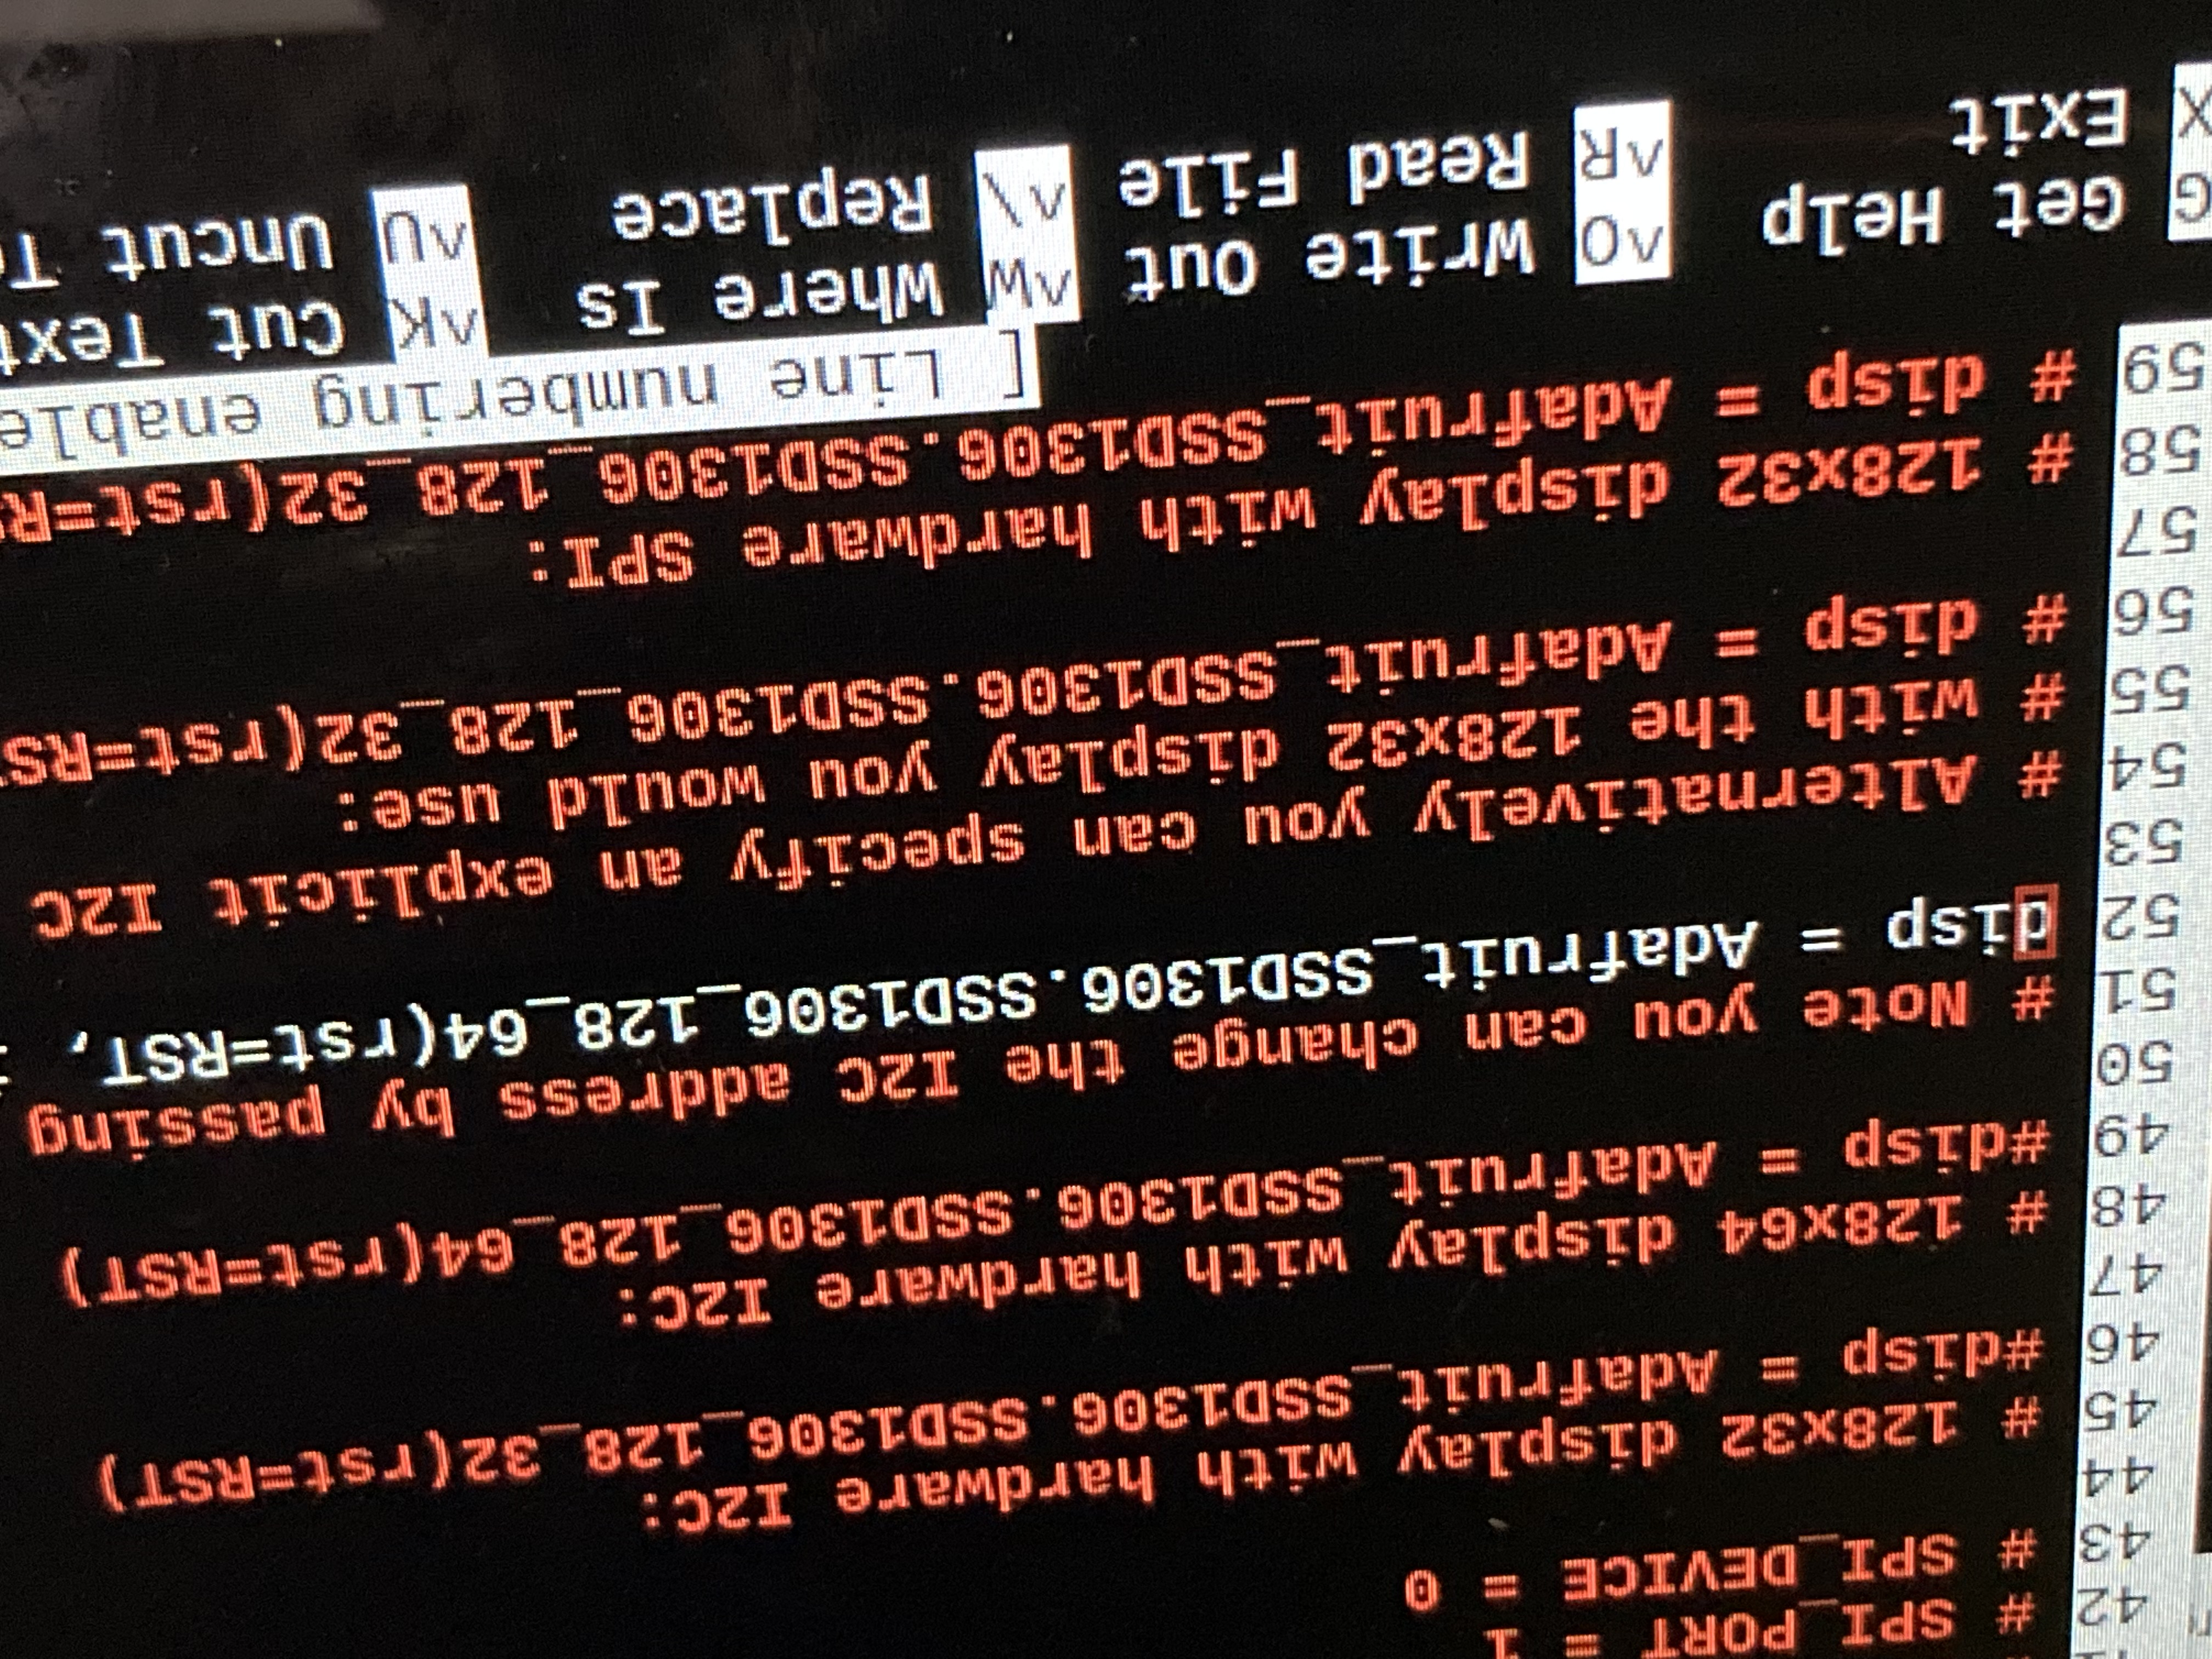 42 # SPI_PORT = 1
43 # SPI_DEVICE = 0
44
45 # 128x32 display with hardware I2C:
46 #disp = Adafruit_SSD1306.SSD1306_128_32(rst=RST)
47
48 # 128x64 display with hardware I2C:
49 #disp = Adafruit_SSD1306.SSD1306_128_64(rst=RST)
50
51 # Note you can change the I2C address by passing
52 disp = Adafruit_SSD1306.SSD1306_128_64(rst=RST,
53
54 # Alternatively you can specify an explicit I2C
55 # with the 128x32 display you would use:
56 # disp = Adafruit_SSD1306.SSD1306_128_32(rst=RS
57
58 # 128x32 display with hardware SPI:
59 # disp = Adafruit_SSD1306.SSD1306_128_32(rst=R
[ Line numbering enable
G Get Help ^O Write Out ^W Where Is ^K Cut Text
X Exit ^R Read File ^\ Replace ^U Uncut T